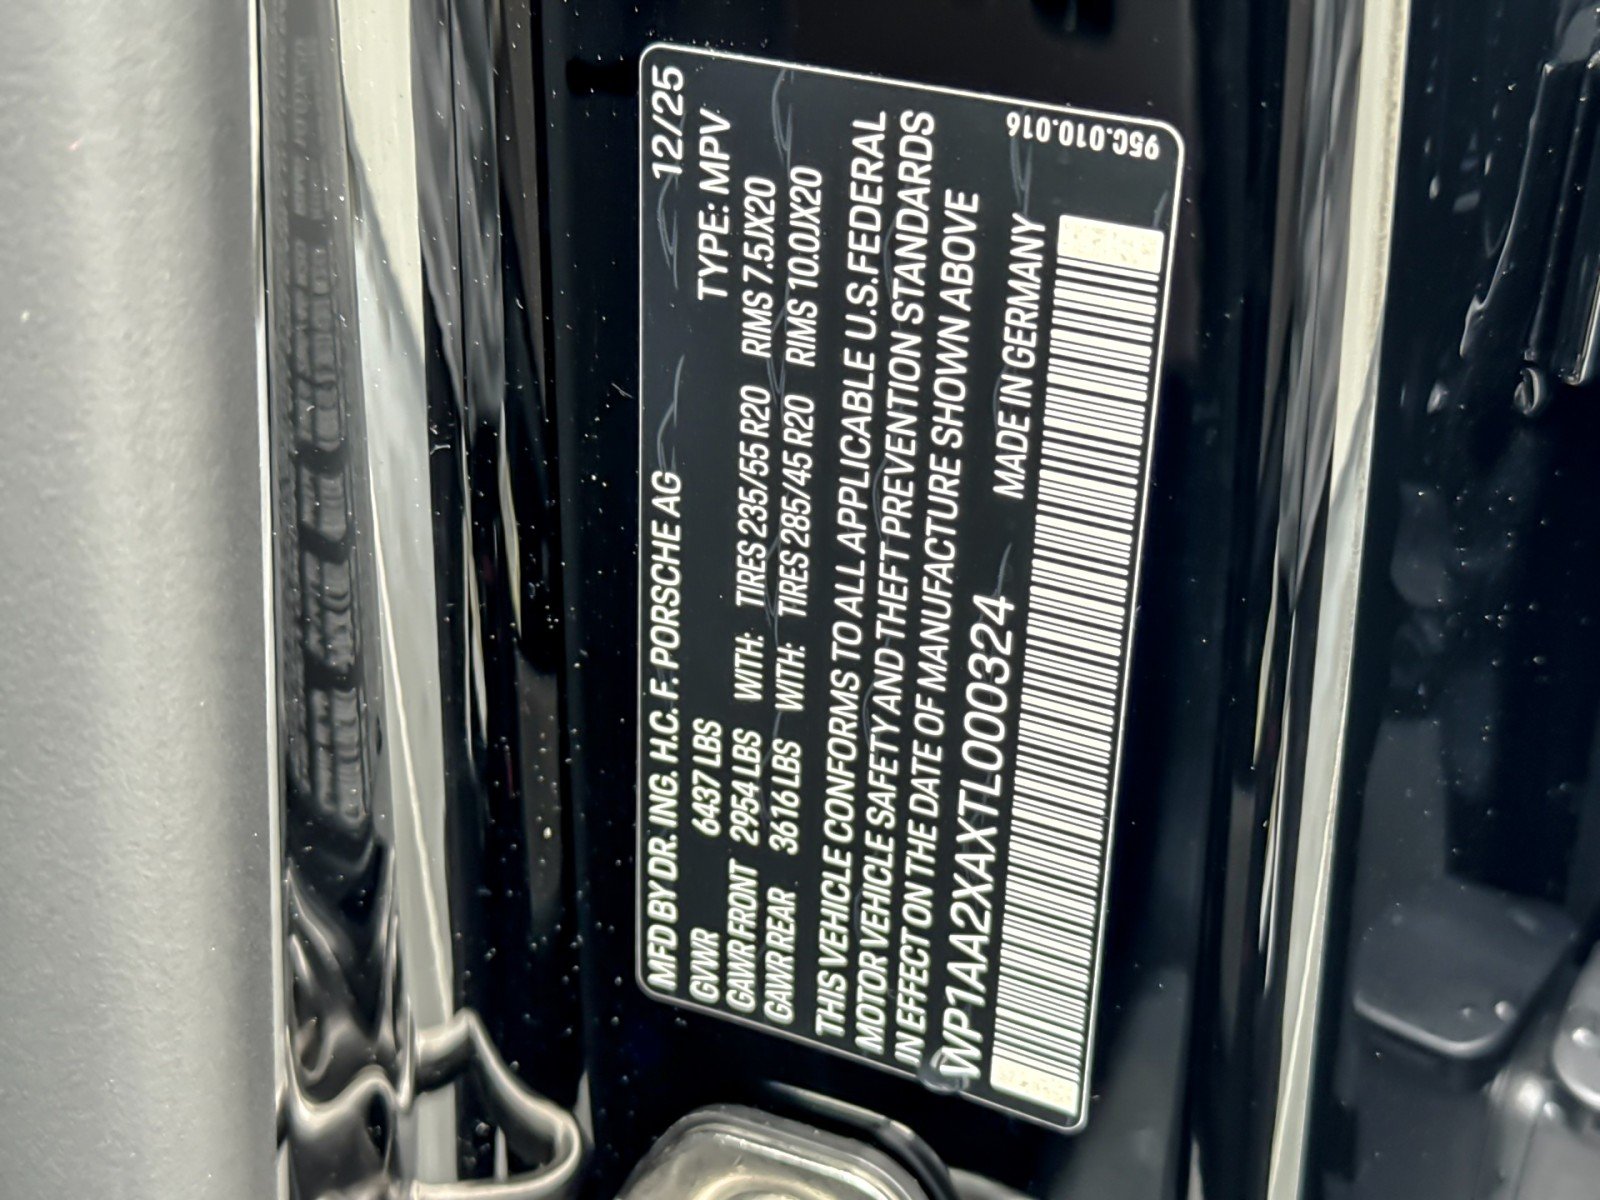 MFD BY DR. ING. H.C. F. PORSCHE AG 12/25
GVWR 6437 LBS TYPE: MPV
GAWR FRONT 2954 LBS WITH: TIRES 235/55 R20 RIMS 7.5JX20
GAWR REAR 3616 LBS WITH: TIRES 285/45 R20 RIMS 10.0JX20
THIS VEHICLE CONFORMS TO ALL APPLICABLE U.S.FEDERAL
MOTOR VEHICLE SAFETY AND THEFT PREVENTION STANDARDS
IN EFFECT ON THE DATE OF MANUFACTURE SHOWN ABOVE
WP1AA2XAXTL000324 MADE IN GERMANY
95C.010.016